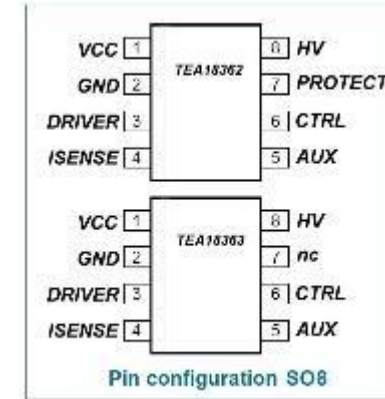 VCC 1 8 HV
TEA18362
GND 2 7 PROTECT
DRIVER 3 6 CTRL
ISENSE 4 5 AUX
VCC 1 8 HV
TEA18363
GND 2 7 nc
DRIVER 3 6 CTRL
ISENSE 4 5 AUX
Pin configuration SO8